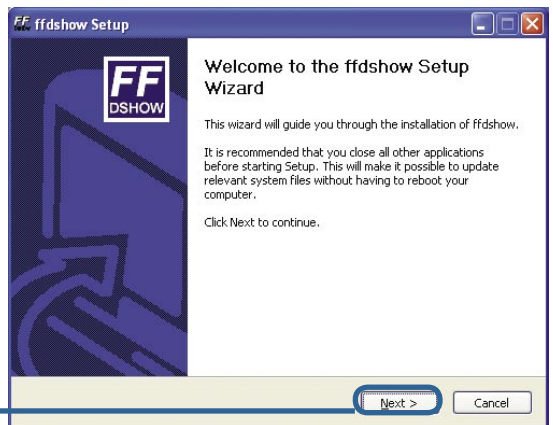 ffdshow Setup
FF
DSHOW
Welcome to the ffdshow Setup
Wizard
This wizard will guide you through the installation of ffdshow.
It is recommended that you close all other applications
before starting Setup. This will make it possible to update
relevant system files without having to reboot your
computer.
Click Next to continue.
Next >
Cancel